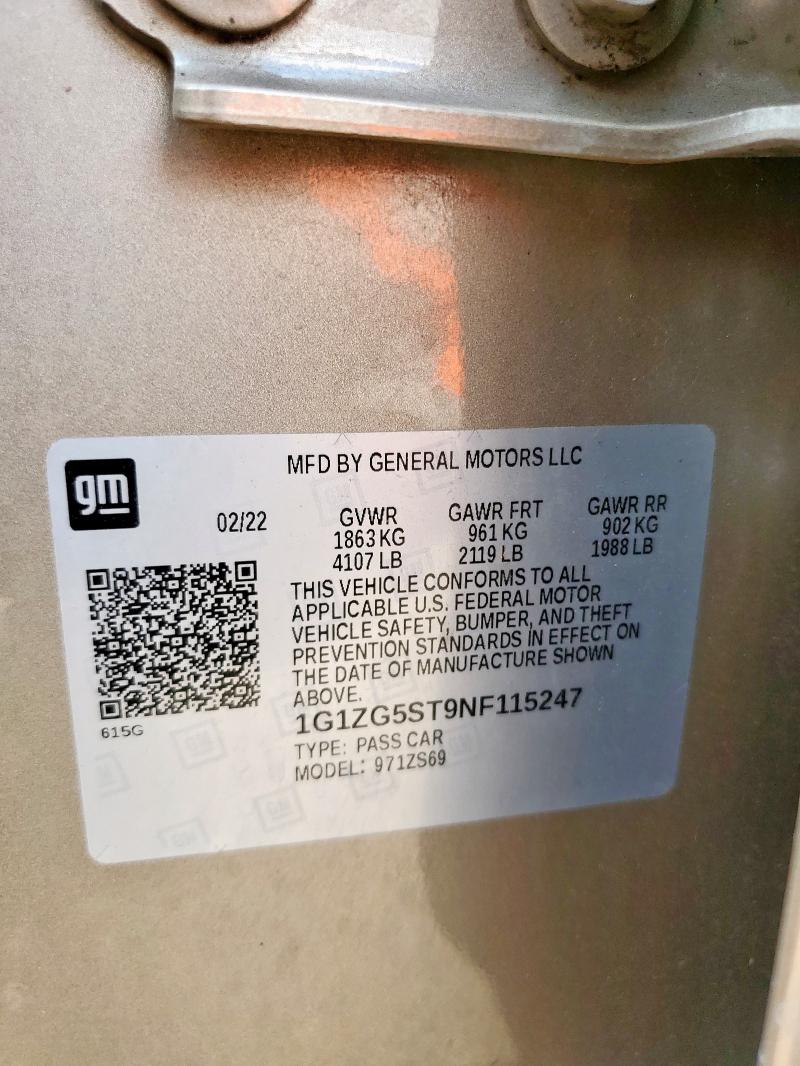 gm
MFD BY GENERAL MOTORS LLC
02/22
GVWR
1863 KG
4107 LB
GAWR FRT
961 KG
2119 LB
GAWR RR
902 KG
1988 LB
THIS VEHICLE CONFORMS TO ALL
APPLICABLE U.S. FEDERAL MOTOR
VEHICLE SAFETY, BUMPER, AND THEFT
PREVENTION STANDARDS IN EFFECT ON
THE DATE OF MANUFACTURE SHOWN
ABOVE.
615G
1G1ZG5ST9NF115247
TYPE: PASS CAR
MODEL: 971ZS69